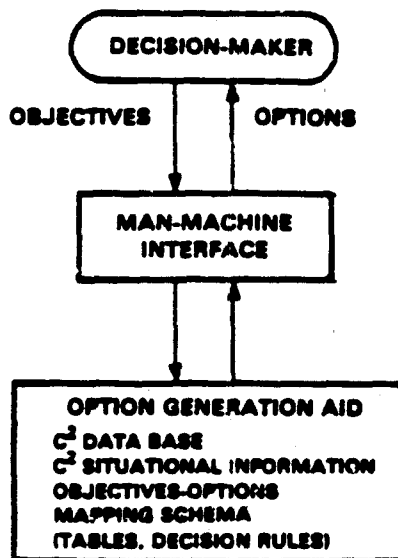 DECISION-MAKER
OBJECTIVES OPTIONS
MAN-MACHINE
INTERFACE
OPTION GENERATION AID
C² DATA BASE
C² SITUATIONAL INFORMATION
OBJECTIVES-OPTIONS
MAPPING SCHEMA
(TABLES, DECISION RULES)